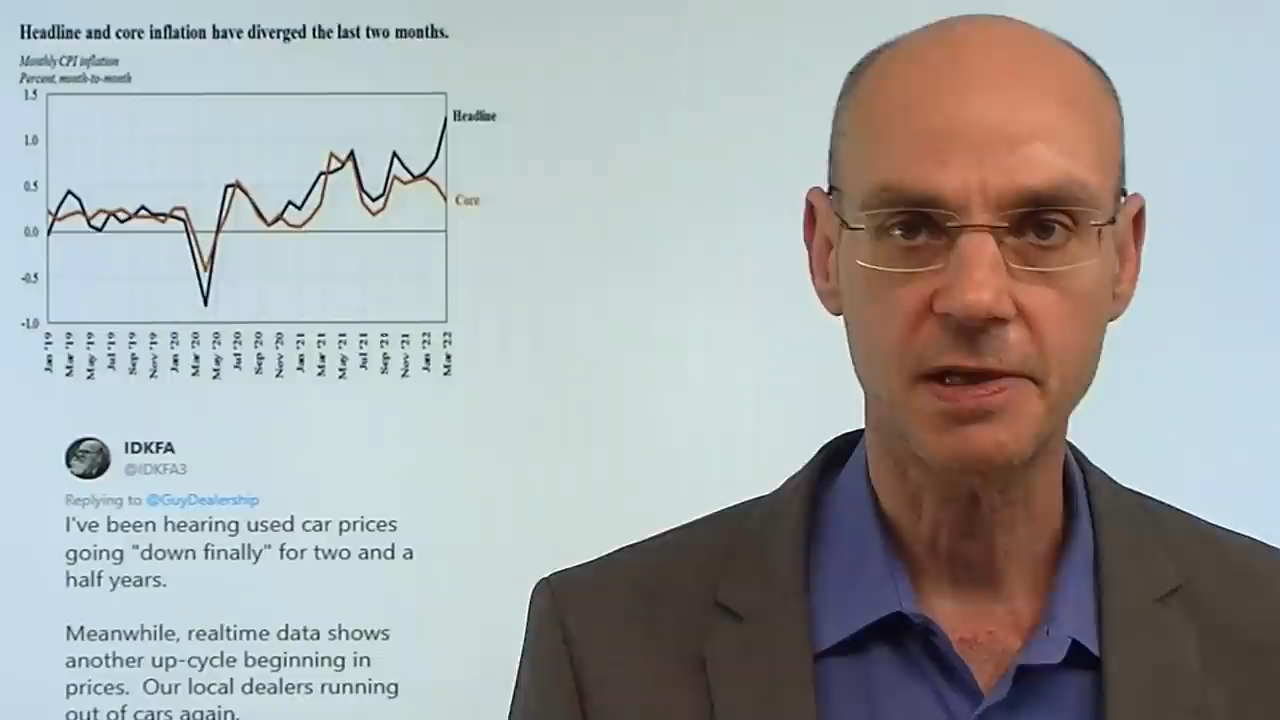 Headline and core inflation have diverged the last two months.
Monthly CPI inflation
Percent, month-to-month
1.5
Headline
1.0
0.5
Core
0.0
-0.5
-1.0
Jan '19
Mar '19
May '19
Jul '19
Sep '19
Nov '19
Jan '20
Mar '20
May '20
Jul '20
Sep '20
Nov '20
Jan '21
Mar '21
May '21
Jul '21
Sep '21
Nov '21
Jan '22
Mar '22
IDKFA
@IDKFA3
Replying to @GuyDealership
I've been hearing used car prices
going "down finally" for two and a
half years.
Meanwhile, realtime data shows
another up-cycle beginning in
prices. Our local dealers running
out of cars again.